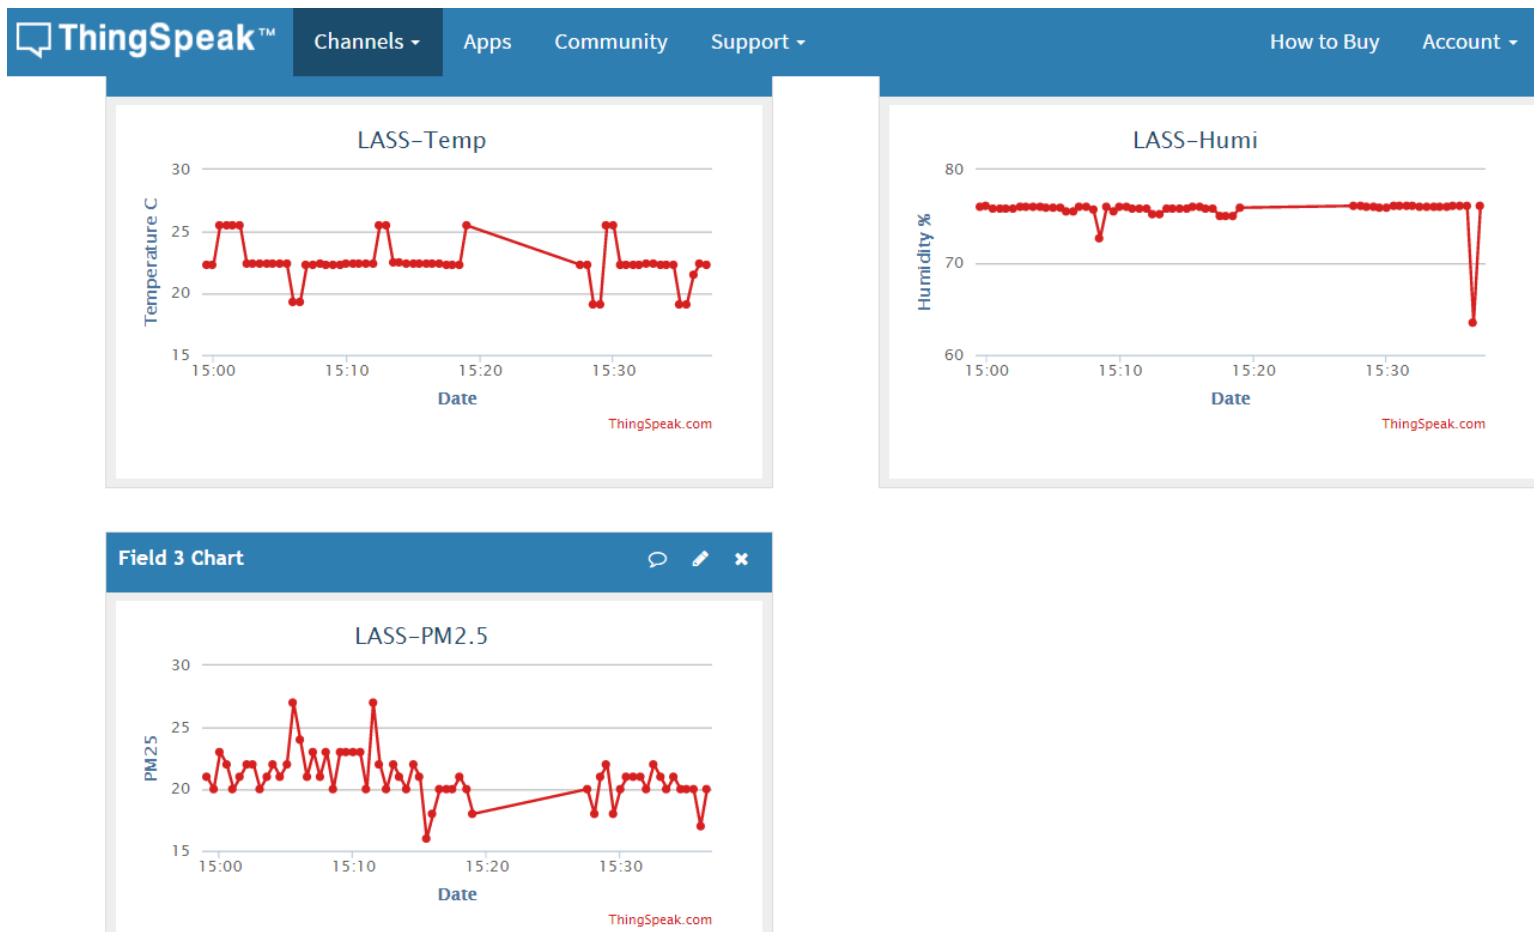 ThingSpeak™ Channels Apps Community Support How to Buy Account
LASS-Temp
30
25
20
15
Temperature C
15:00 15:10 15:20 15:30
Date
ThingSpeak.com
LASS-Humi
80
70
60
Humidity %
15:00 15:10 15:20 15:30
Date
ThingSpeak.com
Field 3 Chart
LASS-PM2.5
30
25
20
15
PM25
15:00 15:10 15:20 15:30
Date
ThingSpeak.com